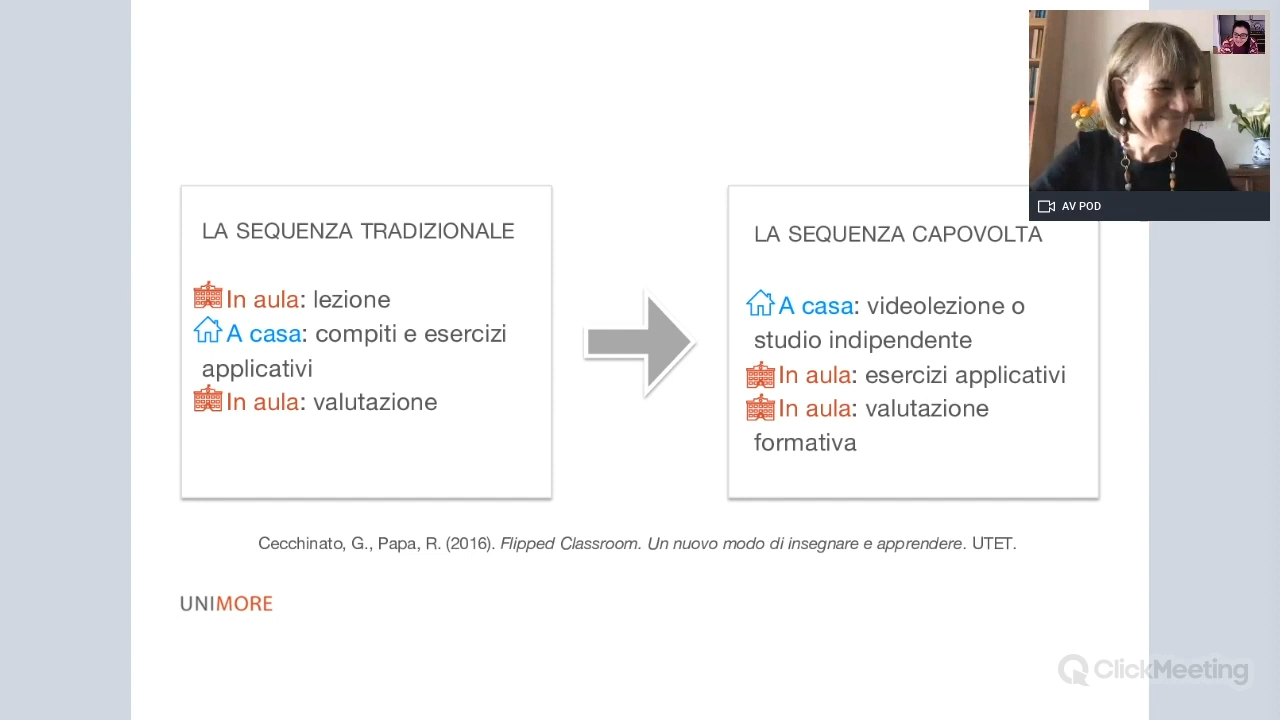 AV POD
LA SEQUENZA TRADIZIONALE
In aula: lezione
A casa: compiti e esercizi
applicativi
In aula: valutazione
LA SEQUENZA CAPOVOLTA
A casa: videolezione o
studio indipendente
In aula: esercizi applicativi
In aula: valutazione
formativa
Cecchinato, G., Papa, R. (2016). Flipped Classroom. Un nuovo modo di insegnare e apprendere. UTET.
UNIMORE
ClickMeeting